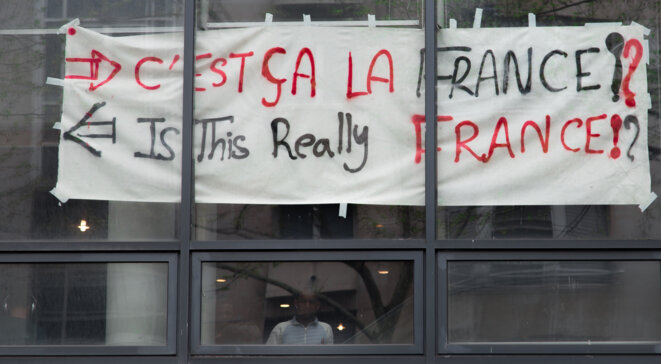 ⇒ C'EST ÇA LA FRANCE!?
⇐ Is This Really FRANCE!?